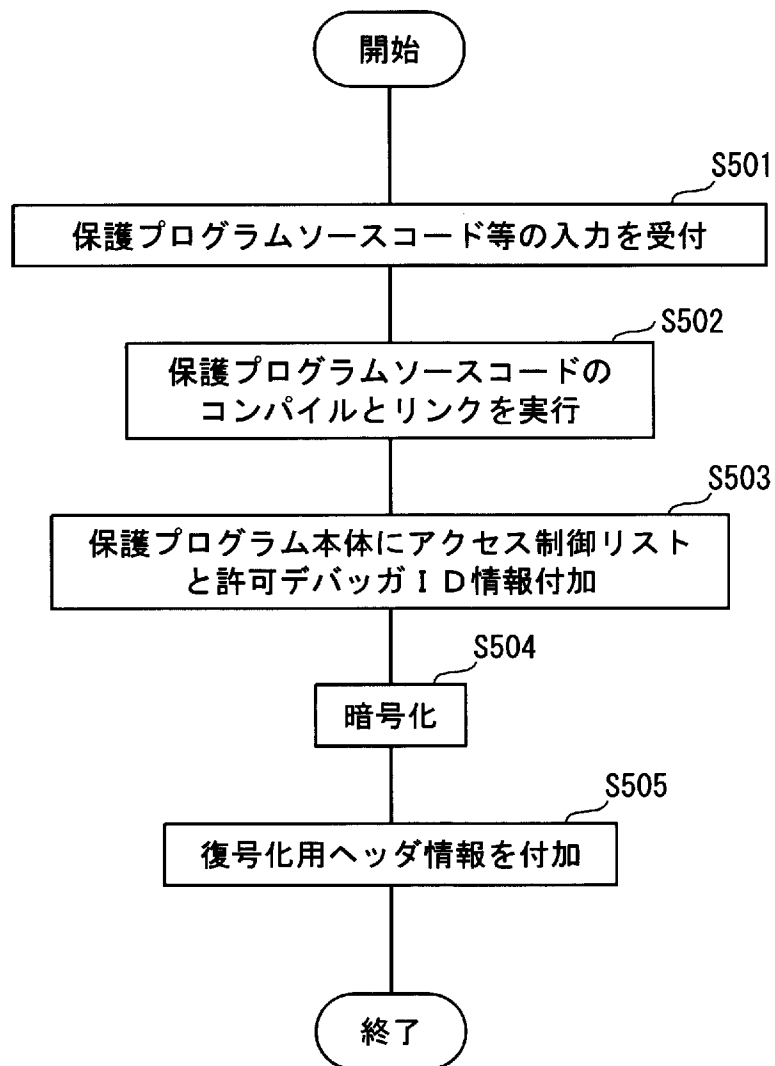 開始
S501
保護プログラムソースコード等の入力を受付
S502
保護プログラムソースコードの
コンパイルとリンクを実行
S503
保護プログラム本体にアクセス制御リスト
と許可デバッガＩＤ情報付加
S504
暗号化
S505
復号化用ヘッダ情報を付加
終了